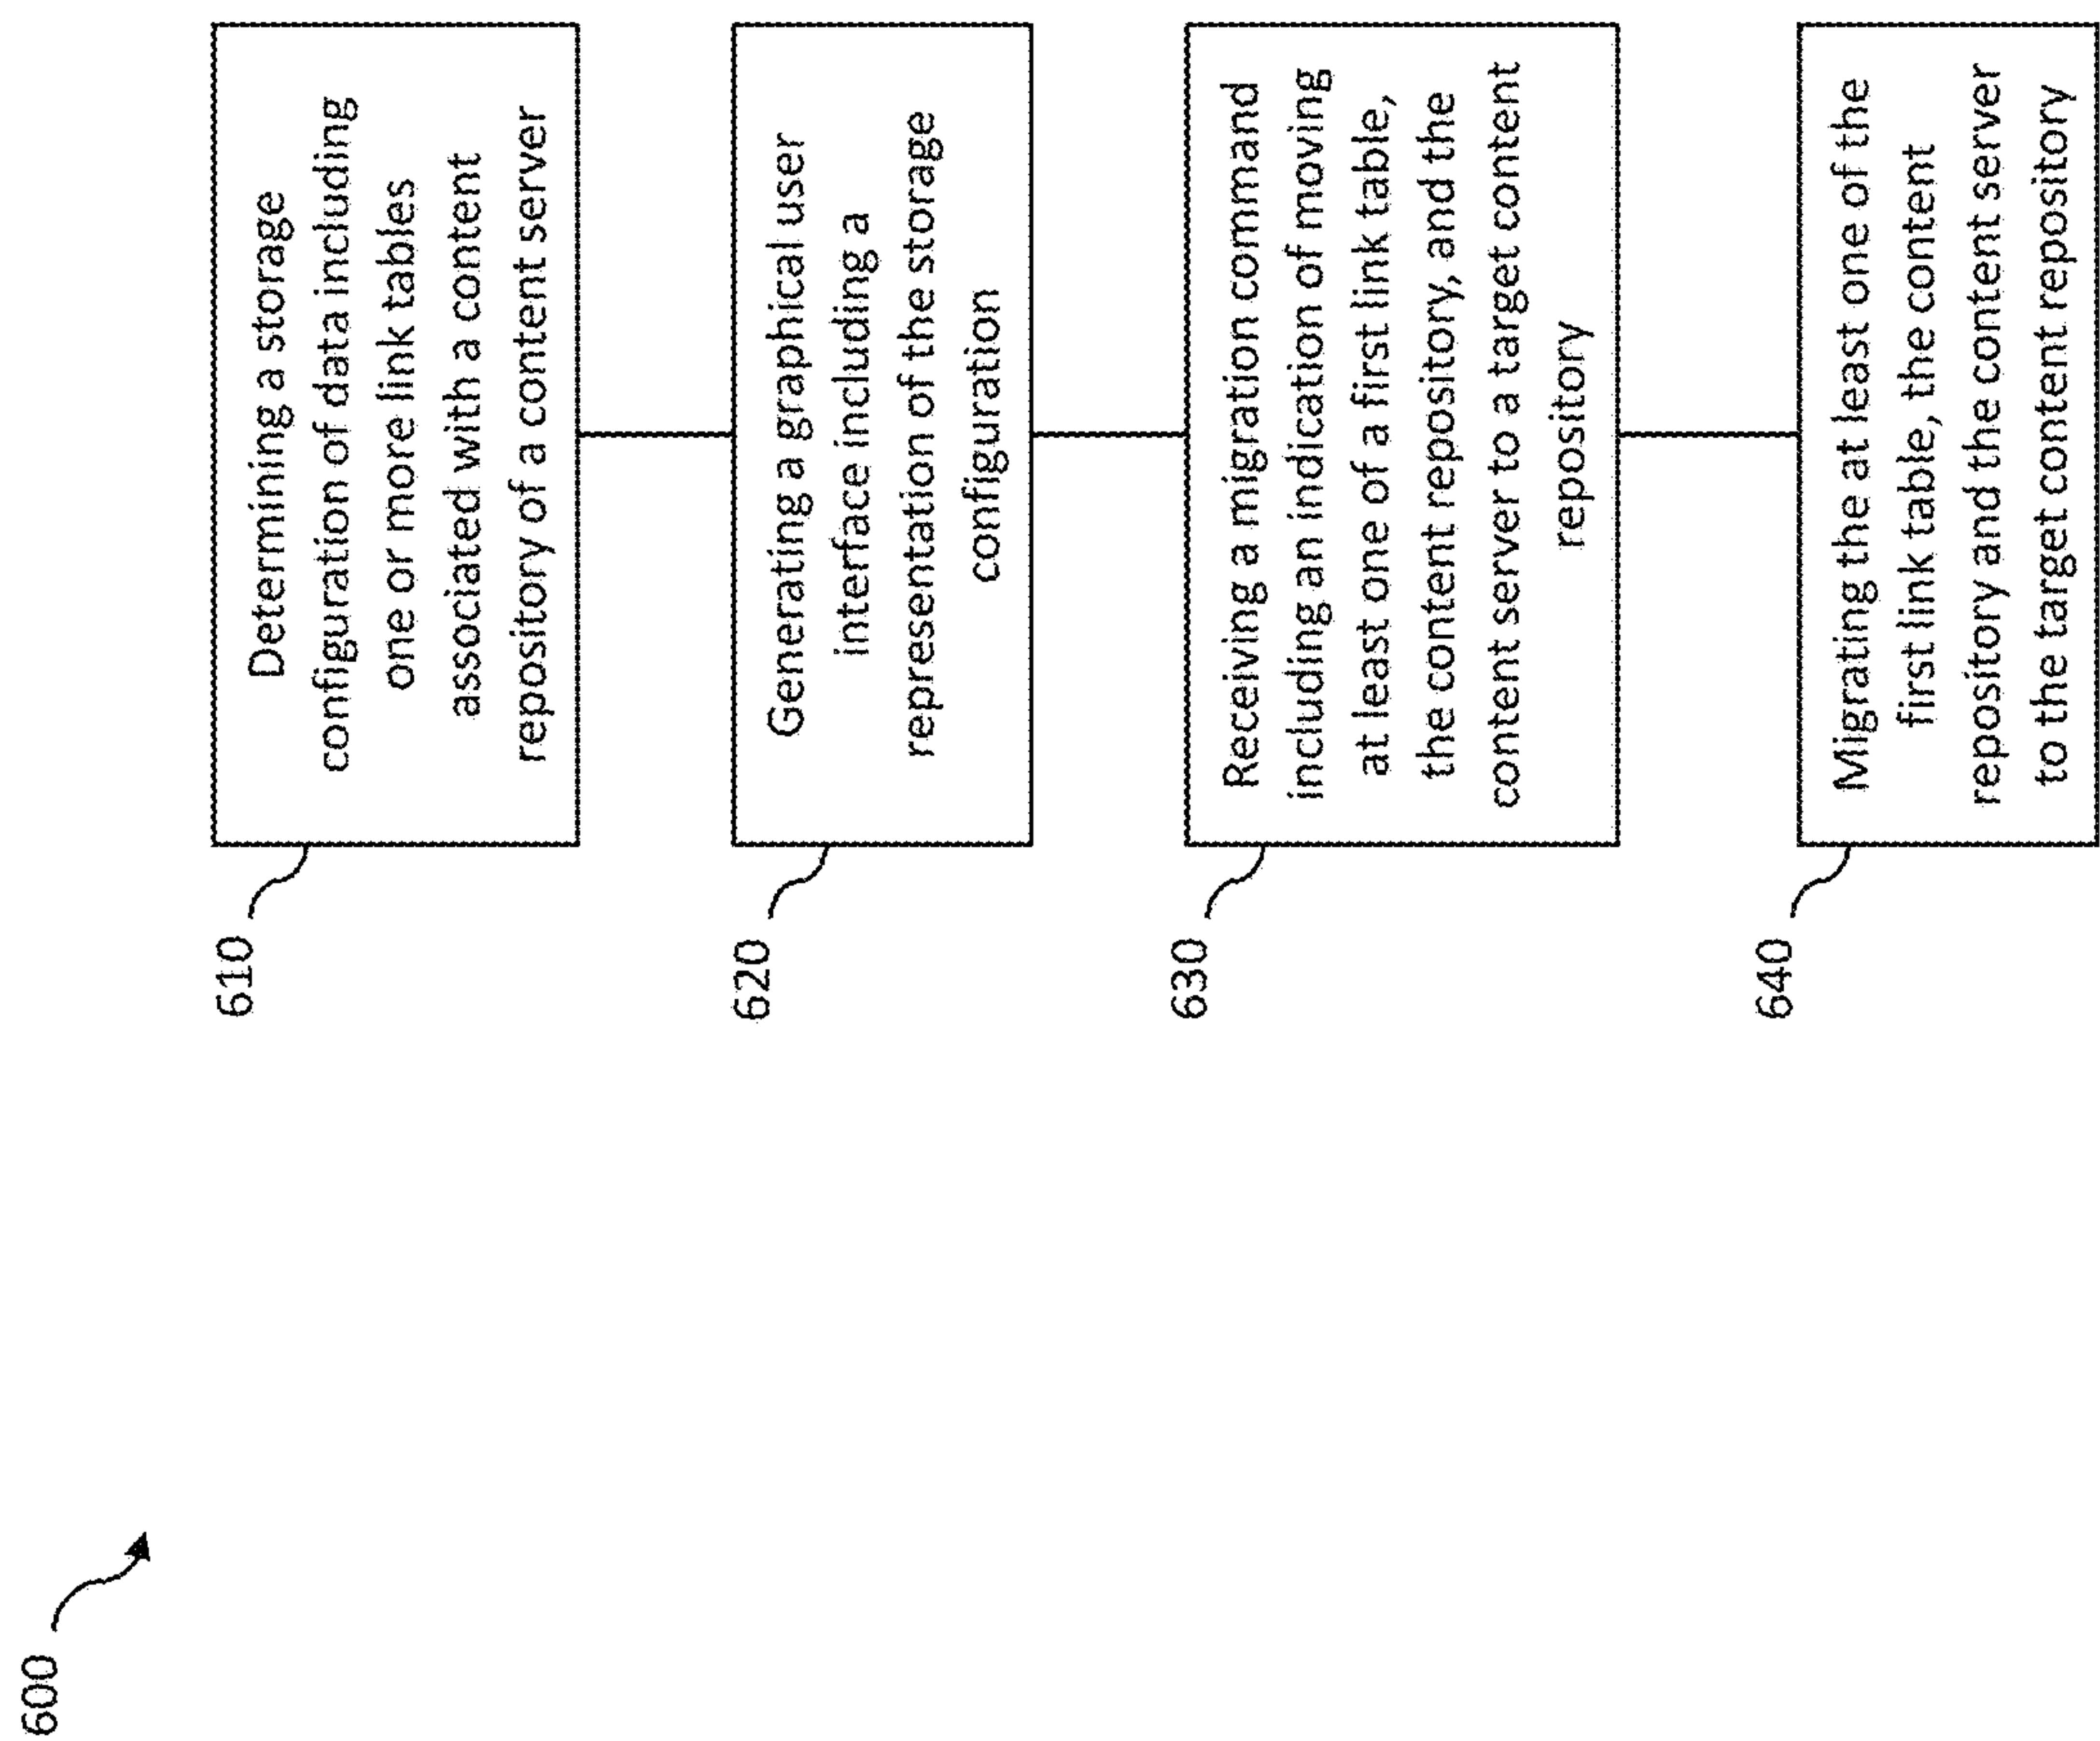 600
610
Determining a storage
configuration of data including
one or more link tables
associated with a content
repository of a content server
620
Generating a graphical user
interface including a
representation of the storage
configuration
630
Receiving a migration command
including an indication of moving
at least one of a first link table,
the content repository, and the
content server to a target content
repository
640
Migrating the at least one of the
first link table, the content
repository and the content server
to the target content repository